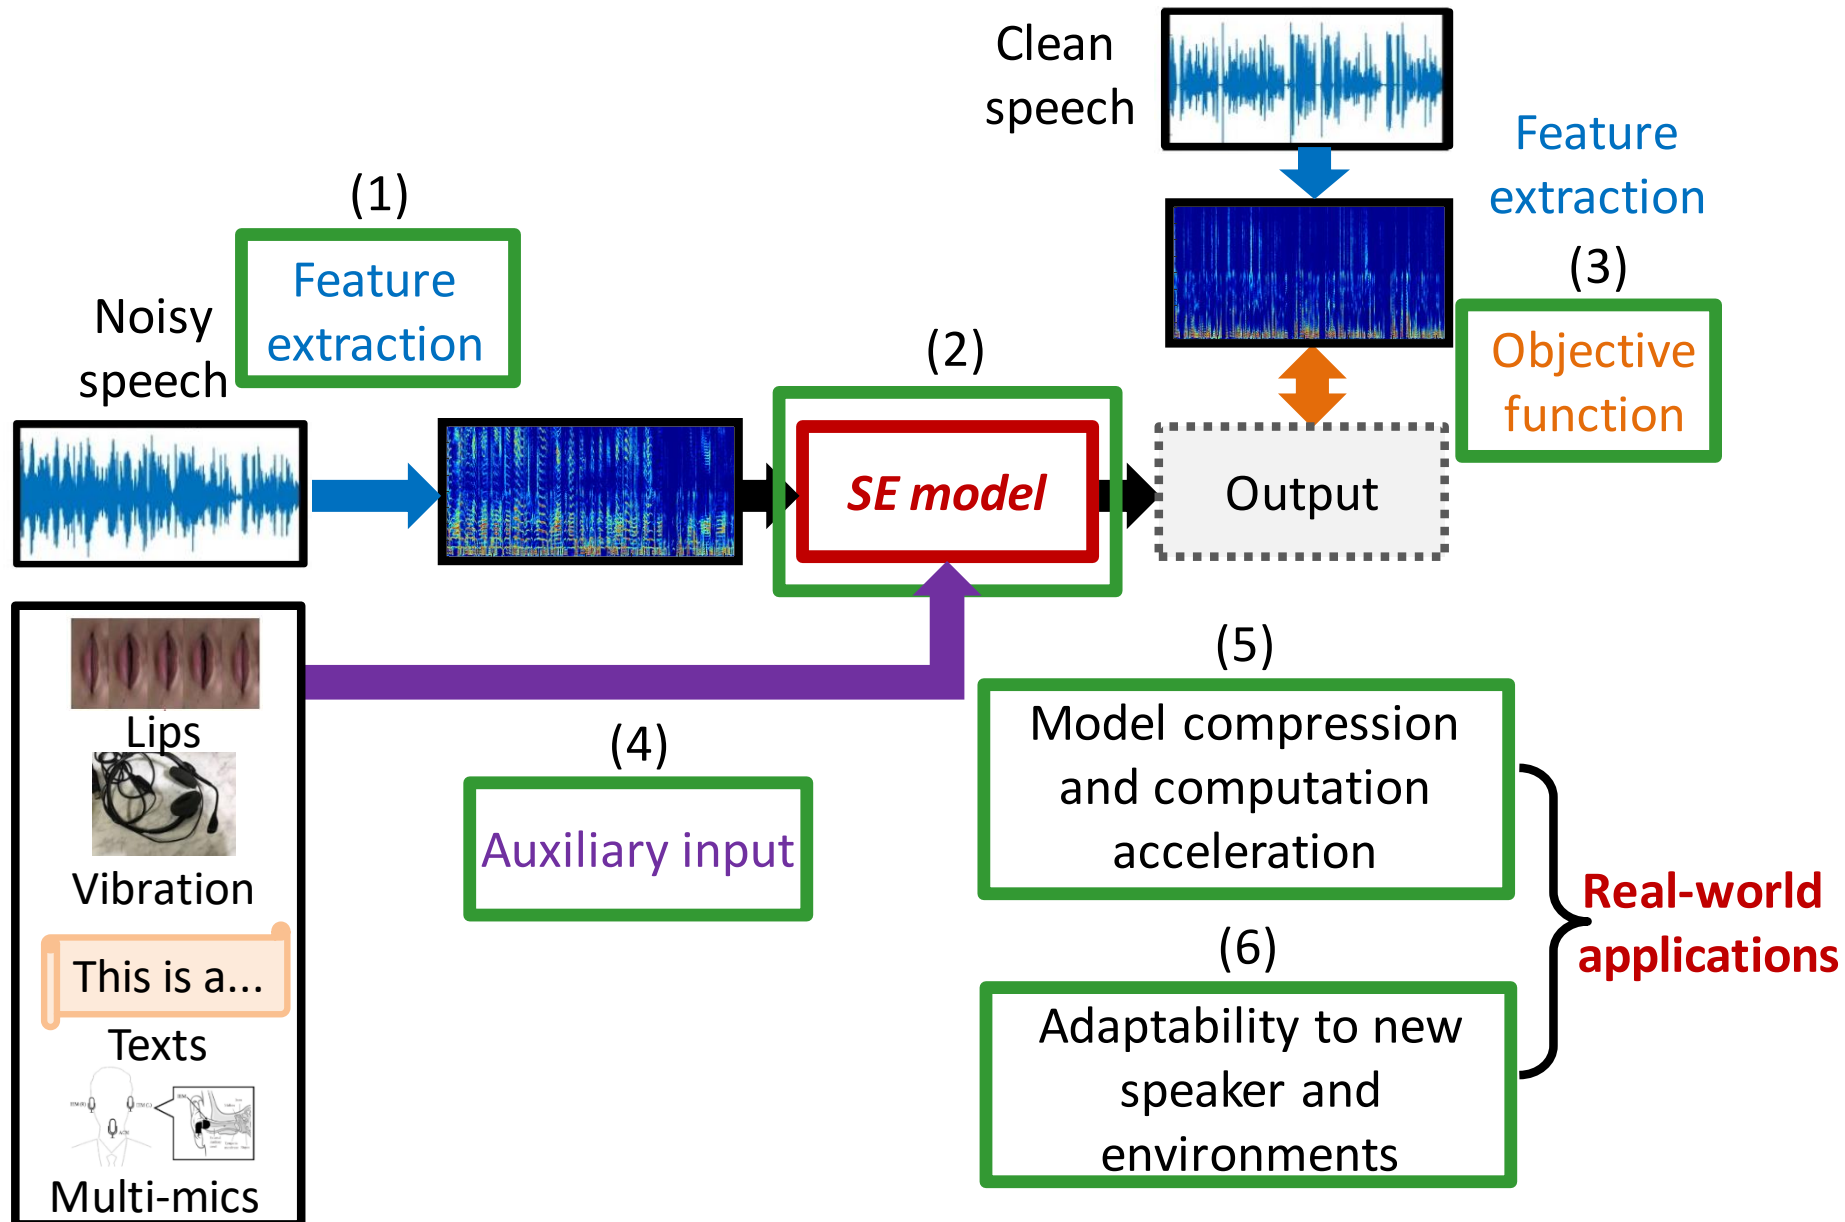 Clean
speech
Feature
extraction
(1)
Feature
extraction
Noisy
speech
(2)
SE model
(3)
Objective
function
Output
Lips
Vibration
This is a...
Texts
Multi-mics
(4)
Auxiliary input
(5)
Model compression
and computation
acceleration
(6)
Adaptability to new
speaker and
environments
Real-world
applications